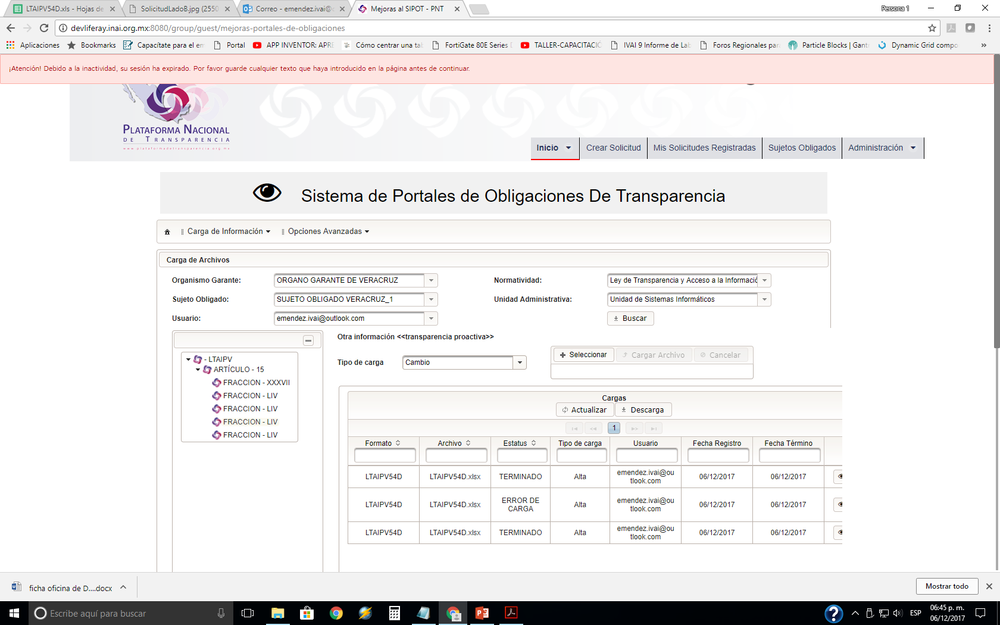 LTAIPV54D.xls - Hojas de
SolicitudLadoB.jpg (2550
Correo - emendez.ivai@o
Mejoras al SIPOT - PNT
Persona 1
devliferay.inai.org.mx:8080/group/guest/mejoras-portales-de-obligaciones
Aplicaciones
Bookmarks
Capacítate para el em
Portal
APP INVENTOR: APRE
Cómo centrar una tab
FortiGate 80E Series
TALLER-CAPACITACIÓ
IVAI 9 Informe de Lab
Foros Regionales para
Particle Blocks | Gant
Dynamic Grid compo
»
¡Atención! Debido a la inactividad, su sesión ha expirado. Por favor guarde cualquier texto que haya introducido en la página antes de continuar.
PLATAFORMA NACIONAL
DE TRANSPARENCIA
www.plataformadetransparencia.org.mx
Inicio
Crear Solicitud
Mis Solicitudes Registradas
Sujetos Obligados
Administración
Sistema de Portales de Obligaciones De Transparencia
Carga de Información
Opciones Avanzadas
Carga de Archivos
Organismo Garante: ORGANO GARANTE DE VERACRUZ
Normatividad: Ley de Transparencia y Acceso a la Informació
Sujeto Obligado: SUJETO OBLIGADO VERACRUZ_1
Unidad Administrativa: Unidad de Sistemas Informáticos
Usuario: emendez.ivai@outlook.com
Buscar
- LTAIPV
ARTÍCULO - 15
FRACCION - XXXVII
FRACCION - LIV
FRACCION - LIV
FRACCION - LIV
FRACCION - LIV
Otra información <<transparencia proactiva>>
Tipo de carga Cambio
Seleccionar Cargar Archivo Cancelar
Cargas
Actualizar Descarga
1
Formato Archivo Estatus Tipo de carga Usuario Fecha Registro Fecha Término
LTAIPV54D LTAIPV54D.xlsx TERMINADO Alta emendez.ivai@ou
tlook.com 06/12/2017 06/12/2017
LTAIPV54D LTAIPV54D.xlsx ERROR DE
CARGA Alta emendez.ivai@ou
tlook.com 06/12/2017 06/12/2017
LTAIPV54D LTAIPV54D.xlsx TERMINADO Alta emendez.ivai@ou
tlook.com 06/12/2017 06/12/2017
ficha oficina de D....docx
Mostrar todo
Escribe aquí para buscar
ESP
06:45 p. m.
06/12/2017